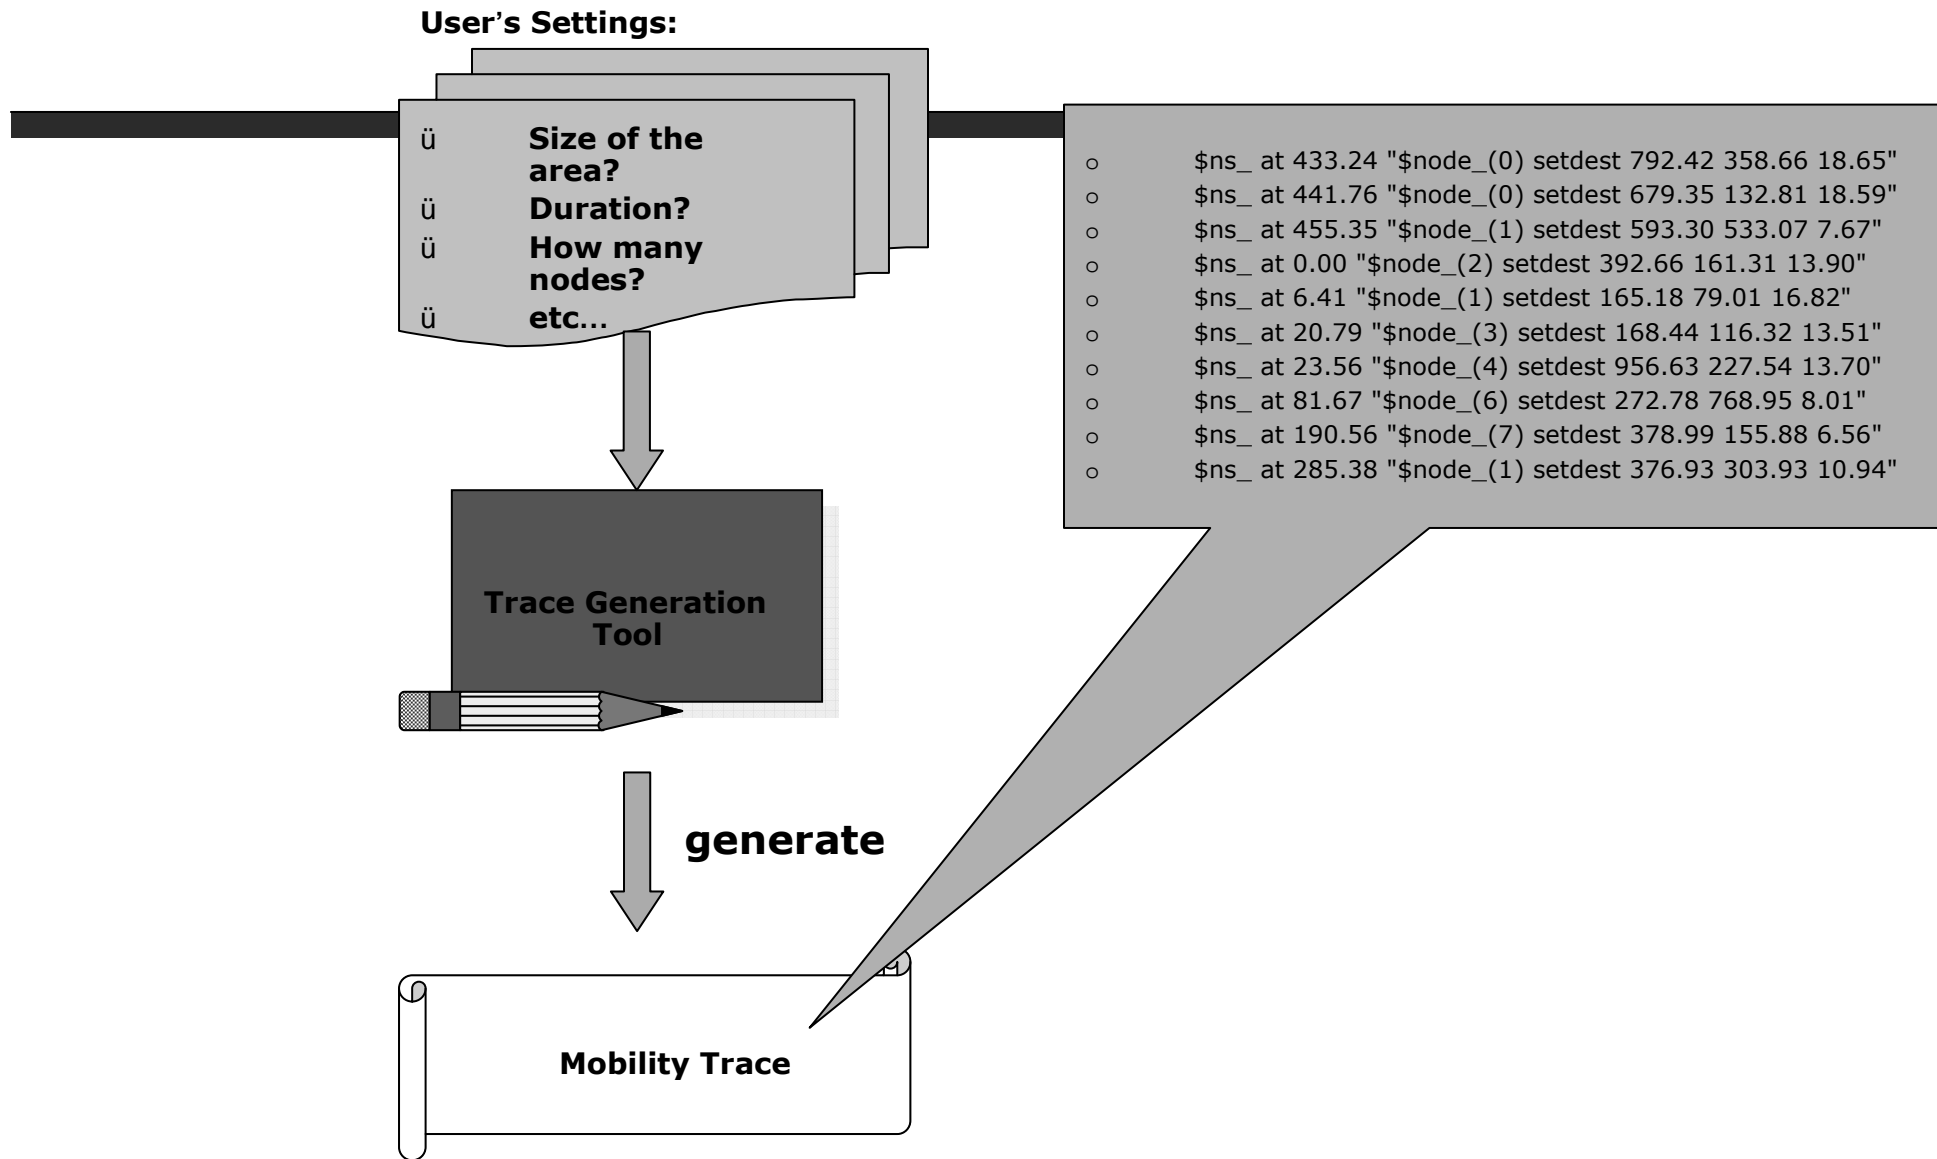 User’s Settings:
ü Size of the
area?
ü Duration?
ü How many
nodes?
ü etc…
o $ns_ at 433.24 "$node_(0) setdest 792.42 358.66 18.65"
o $ns_ at 441.76 "$node_(0) setdest 679.35 132.81 18.59"
o $ns_ at 455.35 "$node_(1) setdest 593.30 533.07 7.67"
o $ns_ at 0.00 "$node_(2) setdest 392.66 161.31 13.90"
o $ns_ at 6.41 "$node_(1) setdest 165.18 79.01 16.82"
o $ns_ at 20.79 "$node_(3) setdest 168.44 116.32 13.51"
o $ns_ at 23.56 "$node_(4) setdest 956.63 227.54 13.70"
o $ns_ at 81.67 "$node_(6) setdest 272.78 768.95 8.01"
o $ns_ at 190.56 "$node_(7) setdest 378.99 155.88 6.56"
o $ns_ at 285.38 "$node_(1) setdest 376.93 303.93 10.94"
Trace Generation
Tool
generate
Mobility Trace